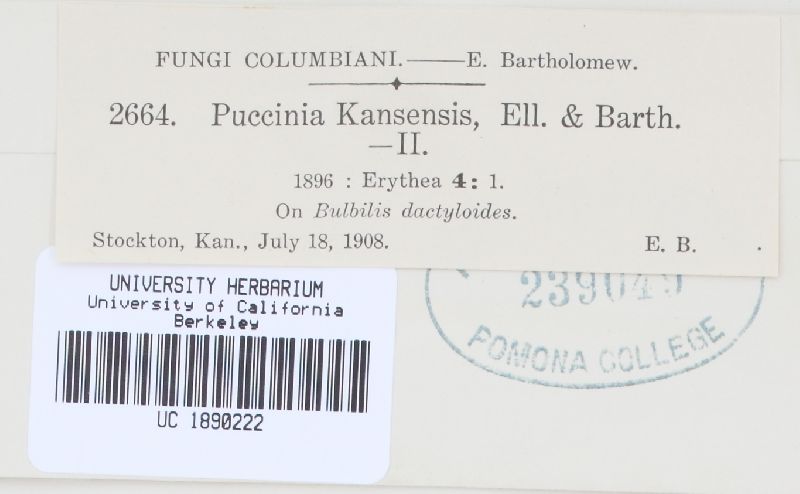 FUNGI COLUMBIANI.—E. Bartholomew.
2664. Puccinia Kansensis, Ell. & Barth.
—II.
1896 : Erythea 4: 1.
On Bulbilis dactyloides.
Stockton, Kan., July 18, 1908. E. B.
UNIVERSITY HERBARIUM
University of California
Berkeley
UC 1890222
239049
POMONA COLLEGE